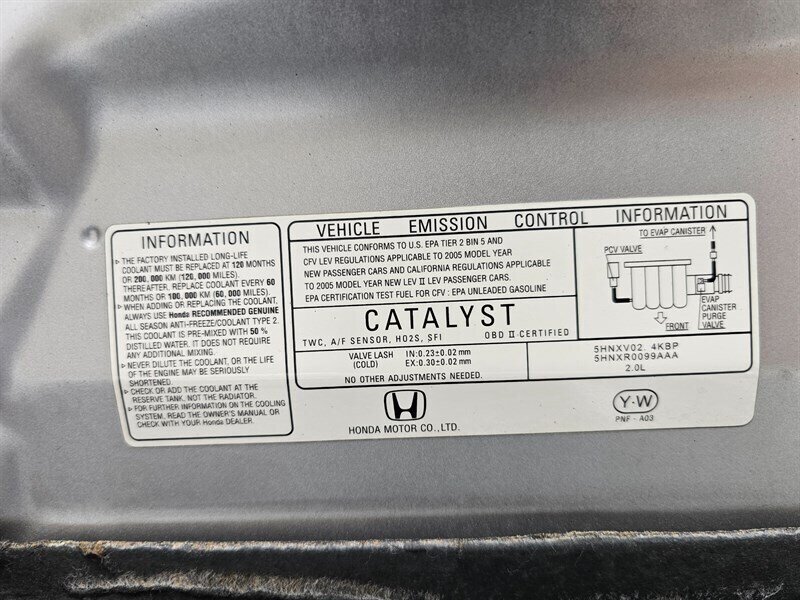 INFORMATION
▷ THE FACTORY INSTALLED LONG-LIFE
COOLANT MUST BE REPLACED AT 120 MONTHS
OR 200,000 KM (120,000 MILES).
THEREAFTER, REPLACE COOLANT EVERY 60
MONTHS OR 100,000 KM (60,000 MILES).
▷ WHEN ADDING OR REPLACING THE COOLANT,
ALWAYS USE Honda RECOMMENDED GENUINE
ALL SEASON ANTI-FREEZE/COOLANT TYPE 2.
THIS COOLANT IS PRE-MIXED WITH 50 %
DISTILLED WATER. IT DOES NOT REQUIRE
ANY ADDITIONAL MIXING.
▷ NEVER DILUTE THE COOLANT, OR THE LIFE
OF THE ENGINE MAY BE SERIOUSLY
SHORTENED.
▷ CHECK OR ADD THE COOLANT AT THE
RESERVE TANK, NOT THE RADIATOR.
▷ FOR FURTHER INFORMATION ON THE COOLING
SYSTEM, READ THE OWNER'S MANUAL OR
CHECK WITH YOUR Honda DEALER.
VEHICLE EMISSION CONTROL INFORMATION
THIS VEHICLE CONFORMS TO U.S. EPA TIER 2 BIN 5 AND
CFV LEV REGULATIONS APPLICABLE TO 2005 MODEL YEAR
NEW PASSENGER CARS AND CALIFORNIA REGULATIONS APPLICABLE
TO 2005 MODEL YEAR NEW LEV II LEV PASSENGER CARS.
EPA CERTIFICATION TEST FUEL FOR CFV : EPA UNLEADED GASOLINE
CATALYST
TWC, A/F SENSOR, HO2S, SFI OBD II CERTIFIED
VALVE LASH IN:0.23±0.02 mm
(COLD) EX:0.30±0.02 mm
NO OTHER ADJUSTMENTS NEEDED.
TO EVAP CANISTER
PCV VALVE
EVAP
CANISTER
PURGE
VALVE
FRONT
5HNXV02.4KBP
5HNXR0099AAA
2.0L
HONDA MOTOR CO., LTD.
Y-W
PNF - A03